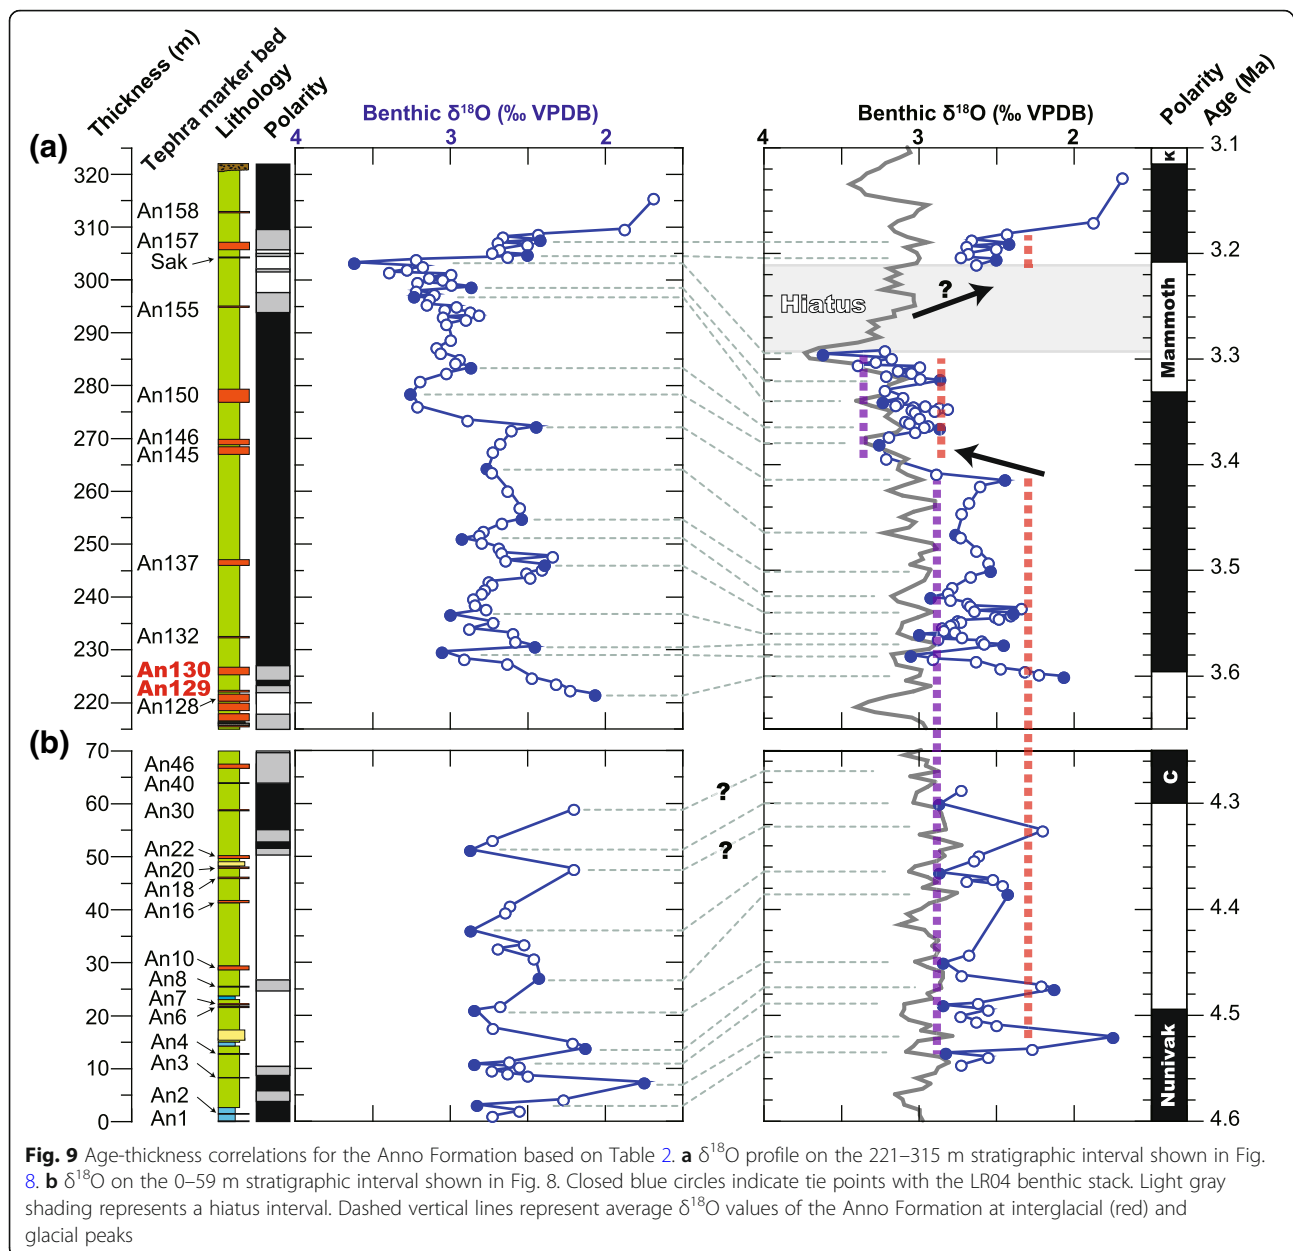 Thickness (m)
Tephra marker bed
Lithology
Polarity
Benthic δ18O (‰ VPDB)
4 3 2
Benthic δ18O (‰ VPDB)
4 3 2
Polarity
Age (Ma)
(a)
320
310
300
290
280
270
260
250
240
230
220
An158
An157
Sak
An155
An150
An146
An145
An137
An132
An130
An129
An128
Hiatus
?
K
Mammoth
3.1
3.2
3.3
3.4
3.5
3.6
(b)
70
60
50
40
30
20
10
0
An46
An40
An30
An22
An20
An18
An16
An10
An8
An7
An6
An4
An3
An2
An1
?
?
C
Nunivak
4.3
4.4
4.5
4.6
Fig. 9 Age-thickness correlations for the Anno Formation based on Table 2. a δ18O profile on the 221–315 m stratigraphic interval shown in Fig.
8. b δ18O on the 0–59 m stratigraphic interval shown in Fig. 8. Closed blue circles indicate tie points with the LR04 benthic stack. Light gray
shading represents a hiatus interval. Dashed vertical lines represent average δ18O values of the Anno Formation at interglacial (red) and
glacial peaks